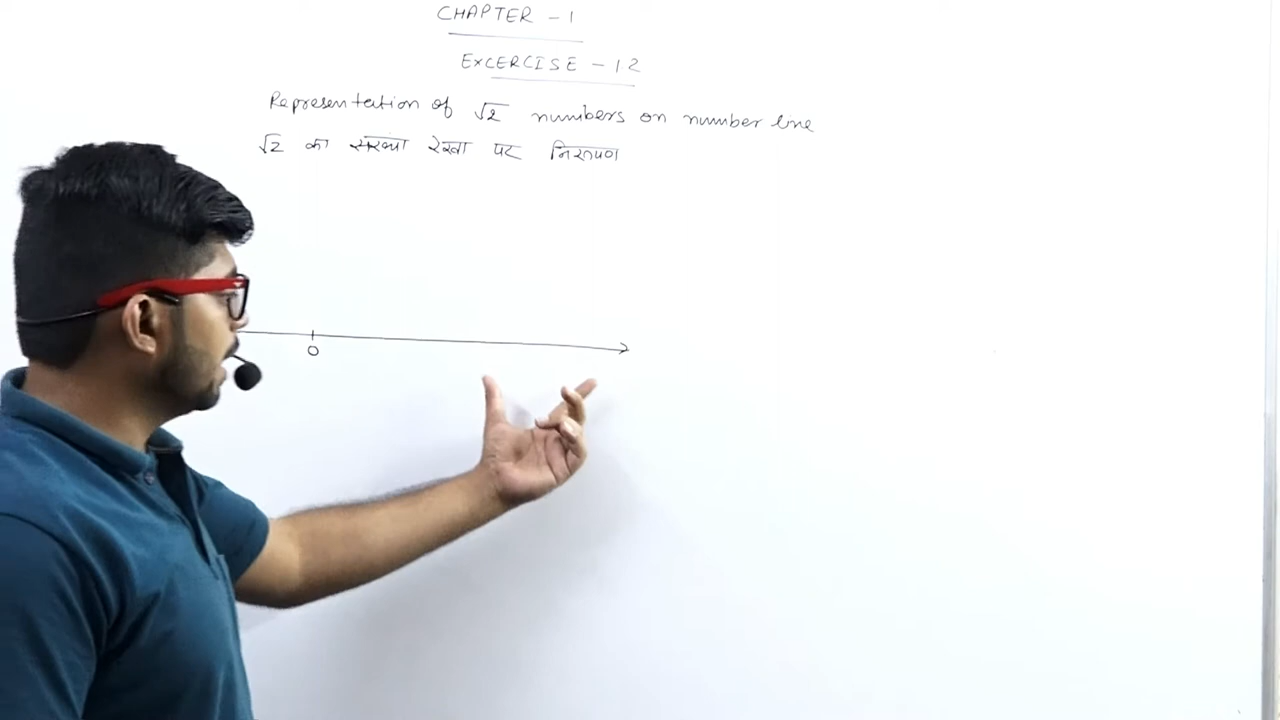 CHAPTER - 1
EXCERCISE - 12
Representation of √2 numbers on number line
√2 का संख्या रेखा पर निरूपण
0